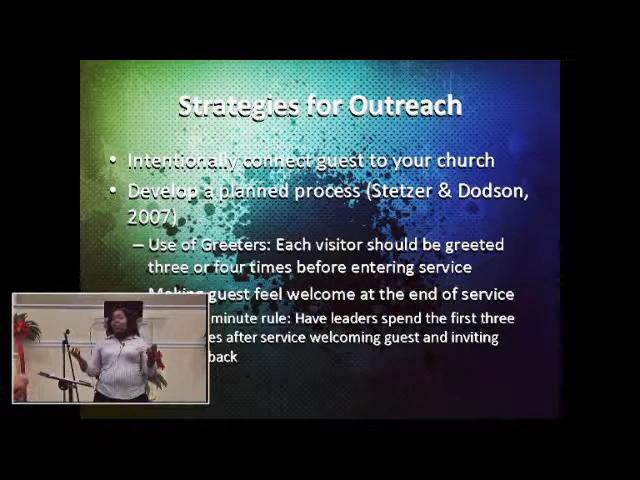 Strategies for Outreach
• Intentionally connect guest to your church
• Develop a planned process (Stetzer & Dodson,
2007)
– Use of Greeters: Each visitor should be greeted
three or four times before entering service
guest feel welcome at the end of service
minute rule: Have leaders spend the first three
after service welcoming guest and inviting
back